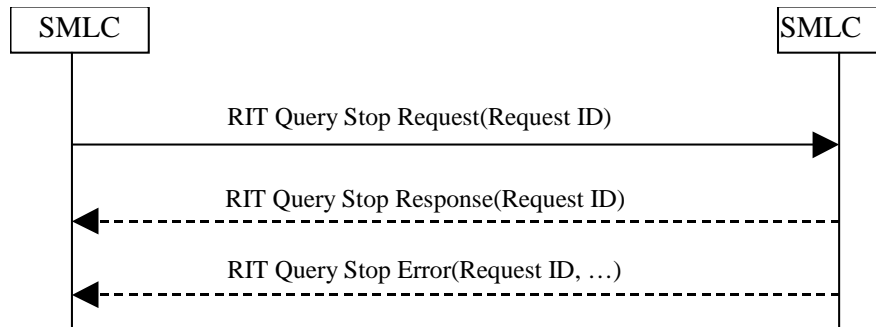 SMLC
SMLC
RIT Query Stop Request(Request ID)
RIT Query Stop Response(Request ID)
RIT Query Stop Error(Request ID, …)